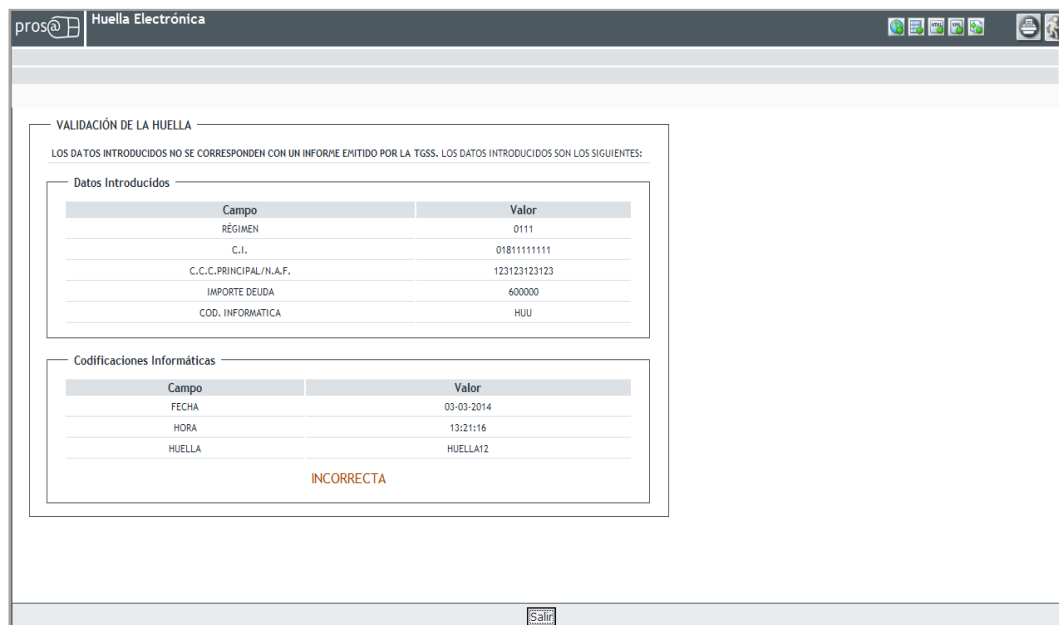 pros@
Huella Electrónica
VALIDACIÓN DE LA HUELLA
LOS DATOS INTRODUCIDOS NO SE CORRESPONDEN CON UN INFORME EMITIDO POR LA TGSS. LOS DATOS INTRODUCIDOS SON LOS SIGUIENTES:
Datos Introducidos
Campo Valor
RÉGIMEN 0111
C.I. 01811111111
C.C.C.PRINCIPAL/N.A.F. 123123123123
IMPORTE DEUDA 600000
COD. INFORMATICA HUU
Codificaciones Informáticas
Campo Valor
FECHA 03-03-2014
HORA 13:21:16
HUELLA HUELLA12
INCORRECTA
Salir